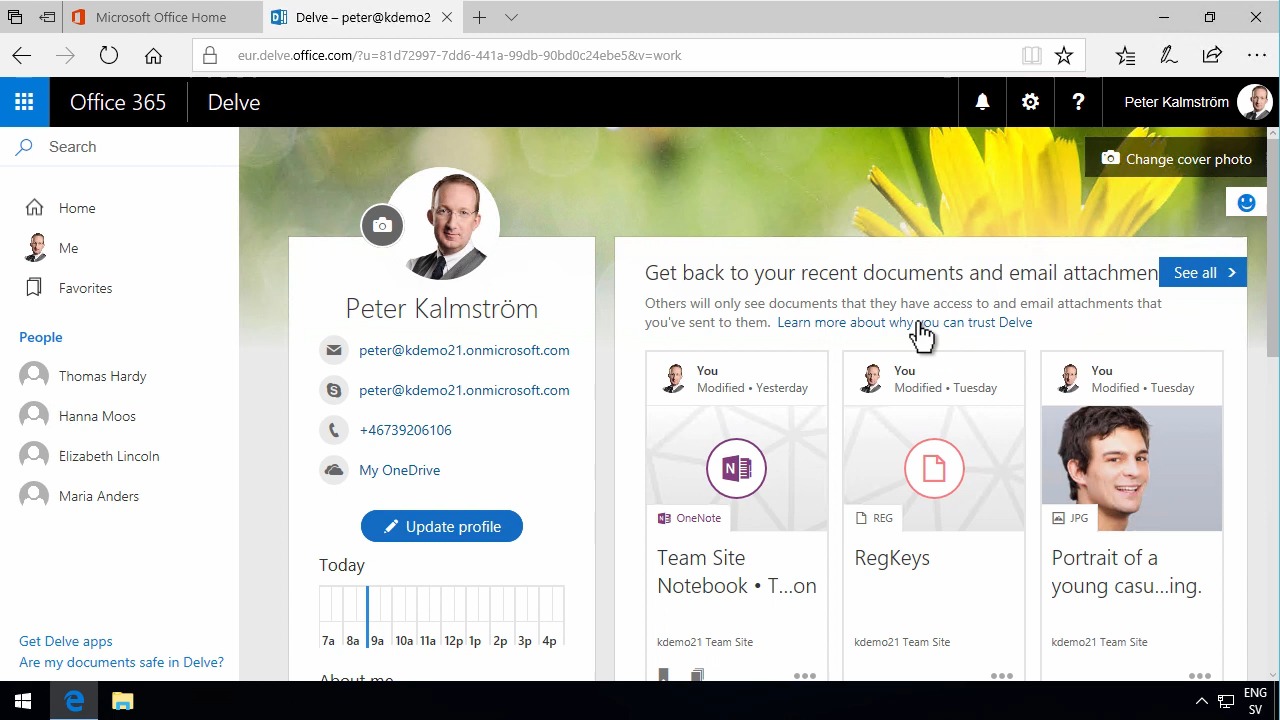 Microsoft Office Home
Delve – peter@kdemo2
eur.delve.office.com/?u=81d72997-7dd6-441a-99db-90bd0c24ebe5&v=work
Office 365
Delve
Peter Kalmström
Search
Change cover photo
Home
Me
Favorites
People
Thomas Hardy
Hanna Moos
Elizabeth Lincoln
Maria Anders
Get Delve apps
Are my documents safe in Delve?
Peter Kalmström
peter@kdemo21.onmicrosoft.com
peter@kdemo21.onmicrosoft.com
+46739206106
My OneDrive
Update profile
Today
7a 8a 9a 10a 11a 12p 1p 2p 3p 4p
About me
Get back to your recent documents and email attachmen
See all
Others will only see documents that they have access to and email attachments that
you've sent to them. Learn more about why you can trust Delve
You
Modified • Yesterday
N
OneNote
Team Site
Notebook • T...on
kdemo21 Team Site
You
Modified • Tuesday
REG
RegKeys
kdemo21 Team Site
You
Modified • Tuesday
JPG
Portrait of a
young casu...ing.
kdemo21 Team Site
ENG
SV